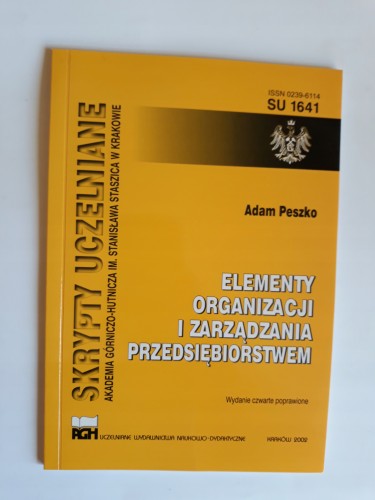 ISSN 0239-6114
SU 1641
SKRYPTY UCZELNIANE
AKADEMIA GÓRNICZO-HUTNICZA IM. STANISŁAWA STASZICA W KRAKOWIE
Adam Peszko
ELEMENTY
ORGANIZACJI
I ZARZĄDZANIA
PRZEDSIĘBIORSTWEM
Wydanie czwarte poprawione
AGH
UCZELNIANE WYDAWNICTWA NAUKOWO-DYDAKTYCZNE
KRAKÓW 2002